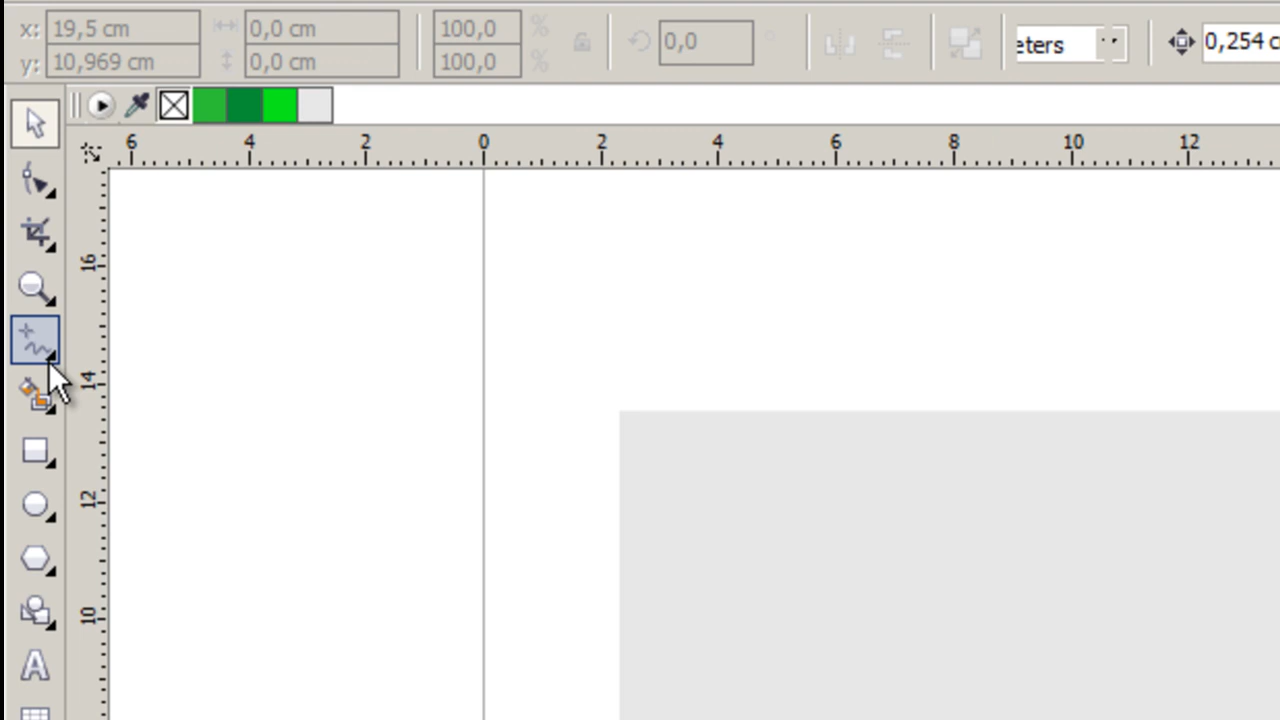 x: 19,5 cm 0,0 cm 100,0 % 0,0 ° eters 0,254 c
y: 10,969 cm 0,0 cm 100,0 %
6 4 2 0 2 4 6 8 10 12
16
14
12
10